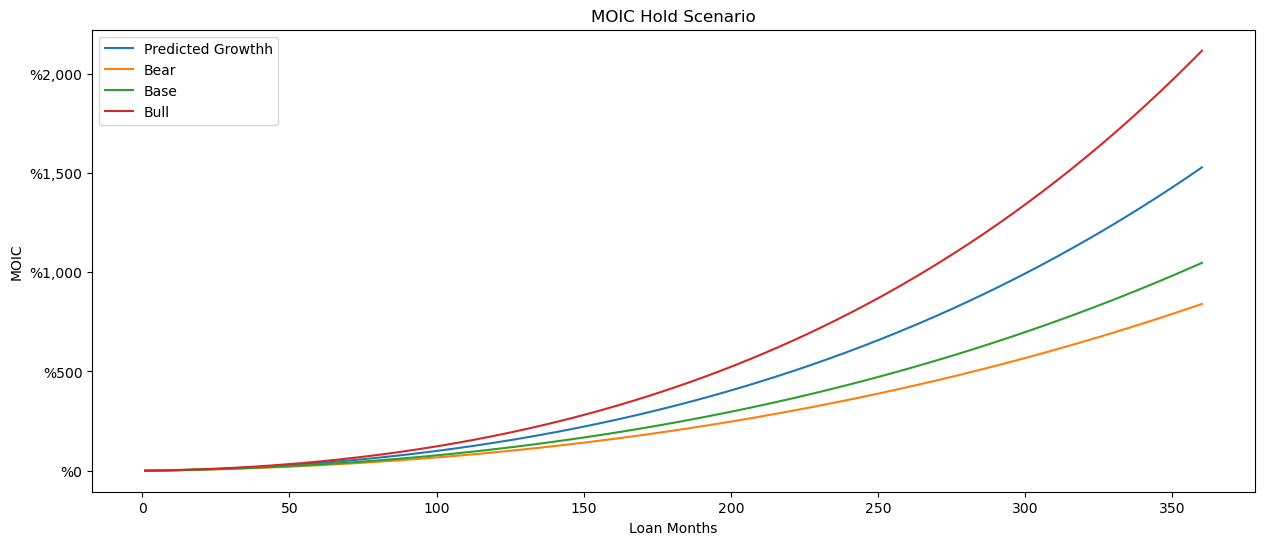 MOIC Hold Scenario
Predicted Growthh
Bear
Base
Bull
%2,000
%1,500
%1,000
%500
%0
MOIC
0 50 100 150 200 250 300 350
Loan Months